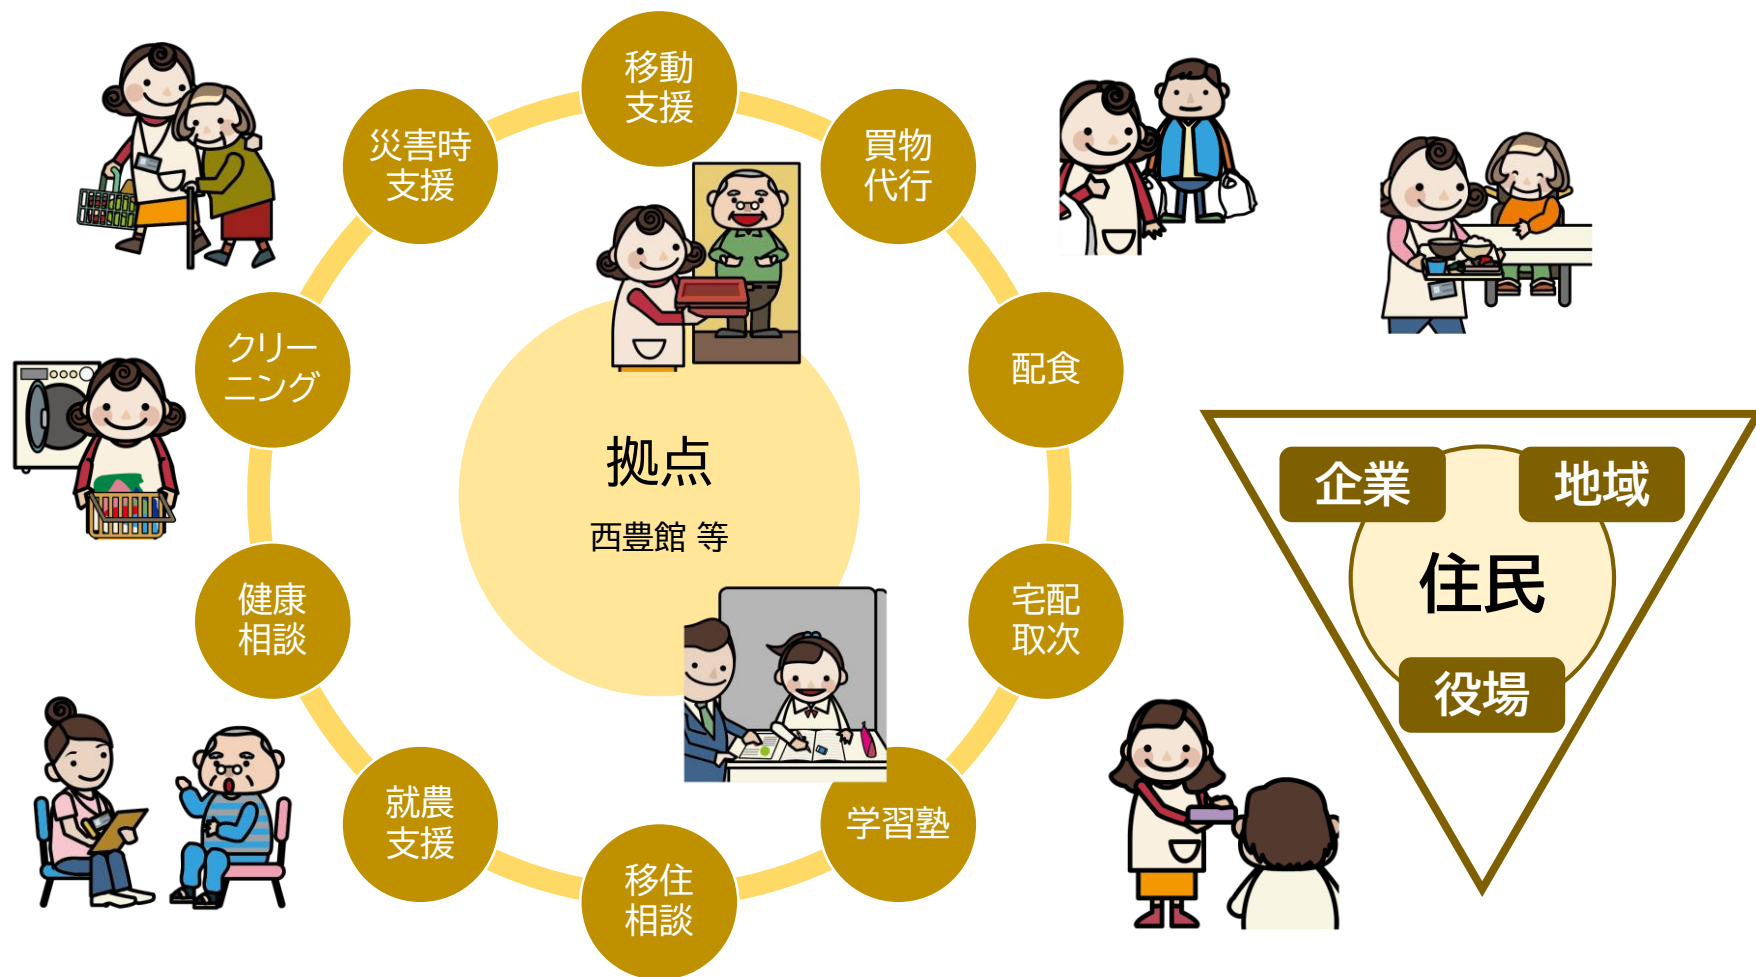 移動
支援
買物
代行
配食
宅配
取次
学習塾
移住
相談
就農
支援
健康
相談
クリー
ニング
災害時
支援
拠点
西豊館 等
企業
地域
住民
役場